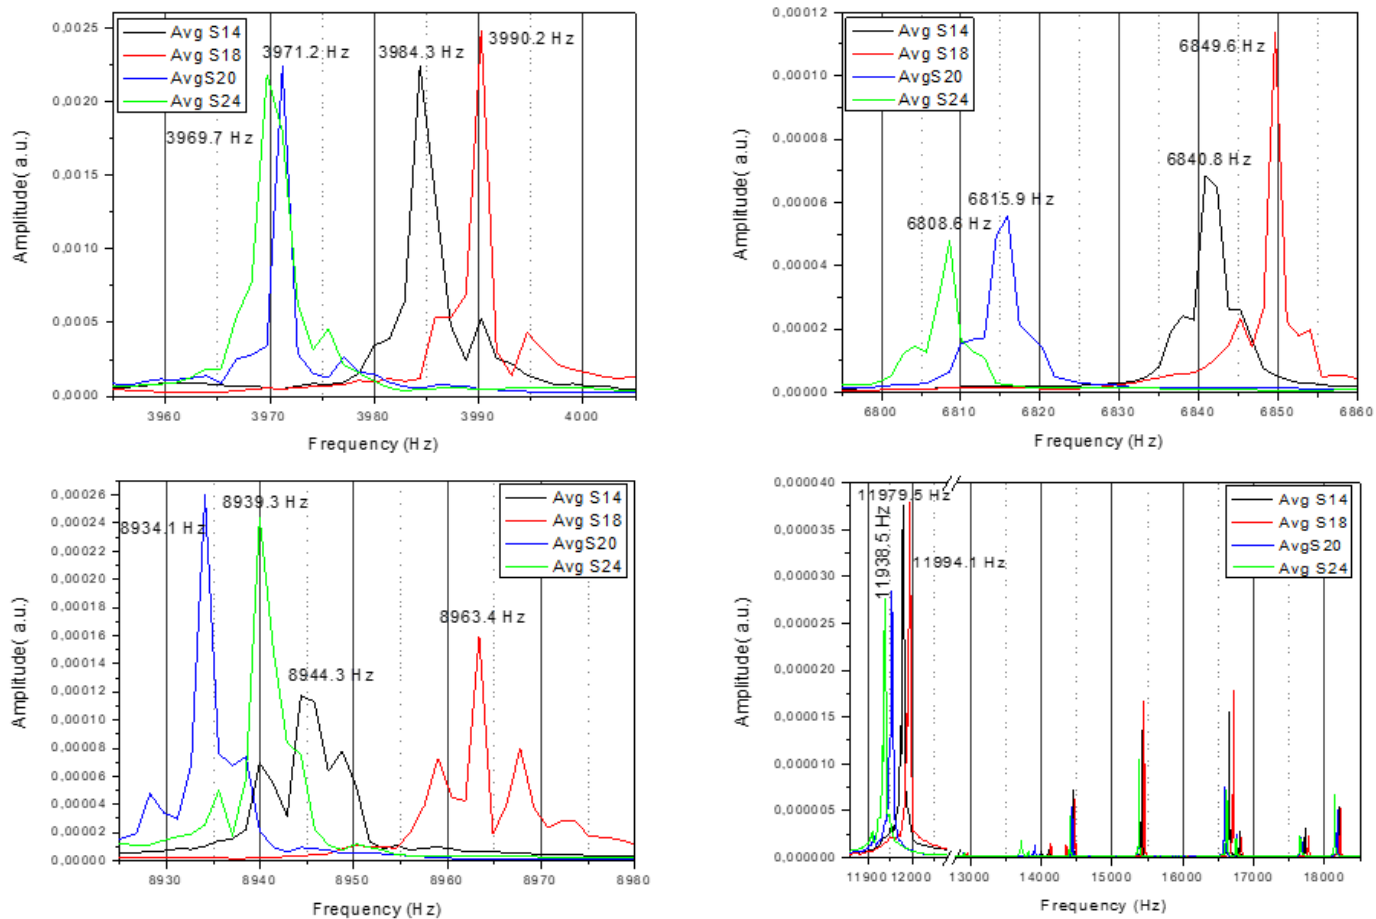 0,0025
0,0020
0,0015
0,0010
0,0005
0,0000
Amplitude( a.u.)
Avg S14
Avg S18
AvgS20
Avg S24
3971.2 Hz
3984.3 Hz
3990.2 Hz
3969.7 Hz
3960
3970
3980
3990
4000
Frequency (Hz)
0,00012
0,00010
0,00008
0,00006
0,00004
0,00002
0,00000
Amplitude( a.u.)
Avg S14
Avg S18
AvgS20
Avg S24
6849.6 Hz
6840.8 Hz
6815.9 Hz
6808.6 Hz
6800
6810
6820
6830
6840
6850
6860
Frequency (Hz)
0,00026
0,00024
0,00022
0,00020
0,00018
0,00016
0,00014
0,00012
0,00010
0,00008
0,00006
0,00004
0,00002
0,00000
Amplitude( a.u.)
Avg S14
Avg S18
AvgS20
Avg S24
8939.3 Hz
8934.1 Hz
8963.4 Hz
8944.3 Hz
8930
8940
8950
8960
8970
8980
Frequency (Hz)
0,000040
0,000035
0,000030
0,000025
0,000020
0,000015
0,000010
0,000005
0,000000
Amplitude( a.u.)
Avg S14
Avg S18
AvgS20
Avg S24
11979.5 Hz
11938.5 Hz
11994.1 Hz
11900
12000
13000
14000
15000
16000
17000
18000
Frequency (Hz)